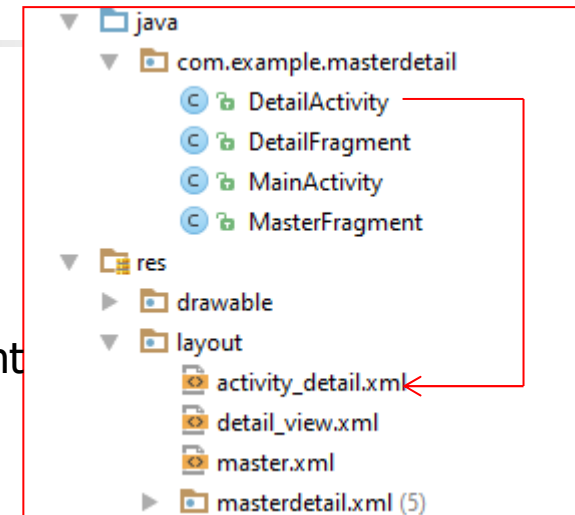 java
com.example.masterdetail
C DetailActivity
C DetailFragment
C MainActivity
C MasterFragment
res
drawable
nt
layout
activity_detail.xml
detail_view.xml
master.xml
masterdetail.xml (5)